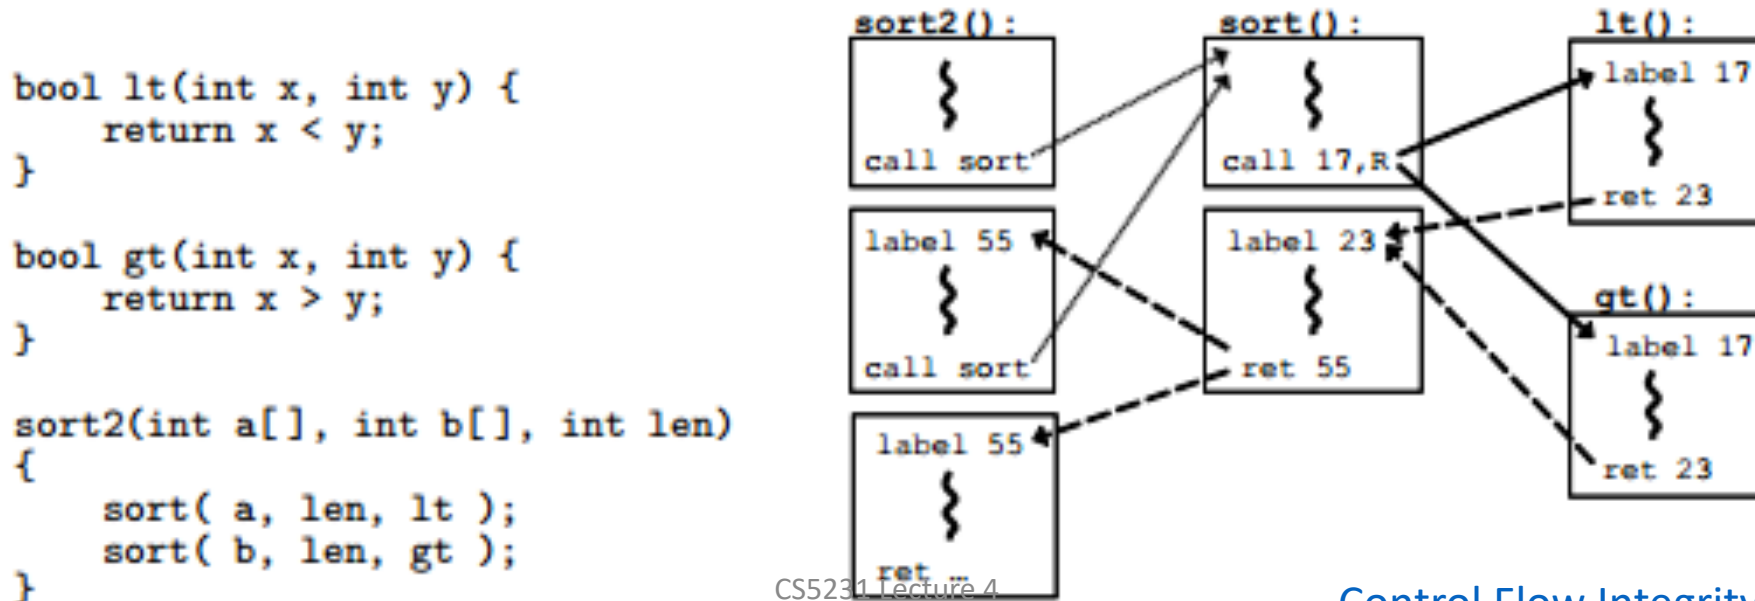 bool lt(int x, int y) {
    return x < y;
}
bool gt(int x, int y) {
    return x > y;
}
sort2(int a[], int b[], int len)
{
    sort( a, len, lt );
    sort( b, len, gt );
}
sort2():
call sort
label 55
call sort
label 55
ret …
sort():
call 17,R
label 23
ret 55
lt():
label 17
ret 23
gt():
label 17
ret 23
CS5231 Lecture 4
Control Flow Integrity